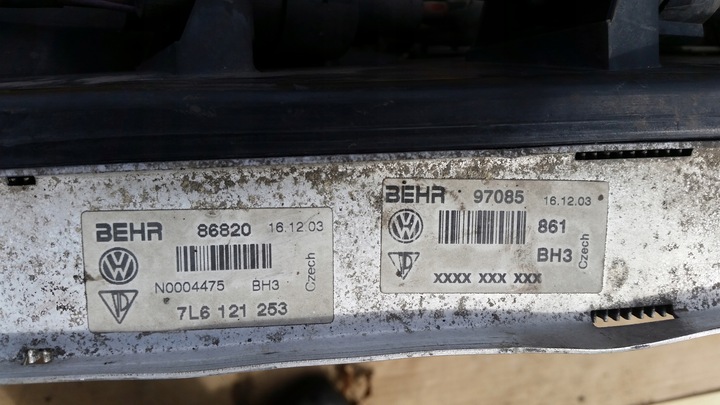 BEHR 86820 16.12.03
N0004475 BH3 Czech
7L6 121 253
BEHR 97085 16.12.03
861
BH3 Czech
XXXX XXX XXX